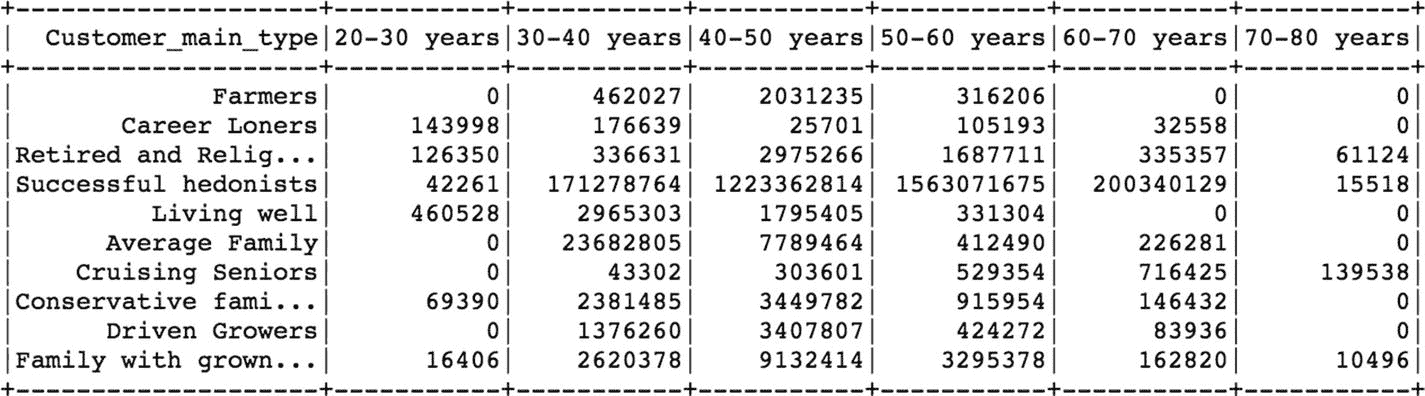 +--------------------+-----------+-----------+-----------+-----------+-----------+-----------+
|  Customer_main_type|20-30 years|30-40 years|40-50 years|50-60 years|60-70 years|70-80 years|
+--------------------+-----------+-----------+-----------+-----------+-----------+-----------+
|             Farmers|          0|     462027|    2031235|     316206|          0|          0|
|       Career Loners|     143998|     176639|      25701|     105193|      32558|          0|
|Retired and Relig...|     126350|     336631|    2975266|    1687711|     335357|      61124|
|Successful hedonists|      42261|  171278764| 1223362814| 1563071675|  200340129|      15518|
|         Living well|     460528|    2965303|    1795405|     331304|          0|          0|
|      Average Family|          0|   23682805|    7789464|     412490|     226281|          0|
|    Cruising Seniors|          0|      43302|     303601|     529354|     716425|     139538|
|Conservative fami...|      69390|    2381485|    3449782|     915954|     146432|          0|
|      Driven Growers|          0|    1376260|    3407807|     424272|      83936|          0|
|Family with grown...|      16406|    2620378|    9132414|    3295378|     162820|      10496|
+--------------------+-----------+-----------+-----------+-----------+-----------+-----------+